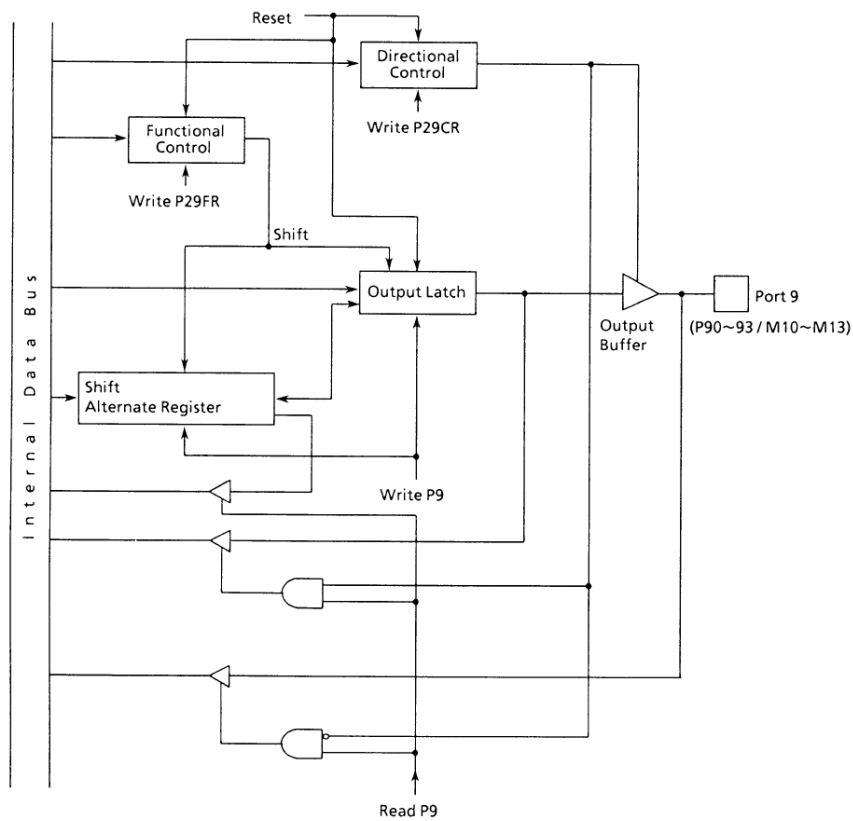 Reset
Directional
Control
Write P29CR
Functional
Control
Write P29FR
Shift
Output Latch
Port 9
(P90~93 / M10~M13)
Output
Buffer
Internal Data Bus
Shift
Alternate Register
Write P9
Read P9